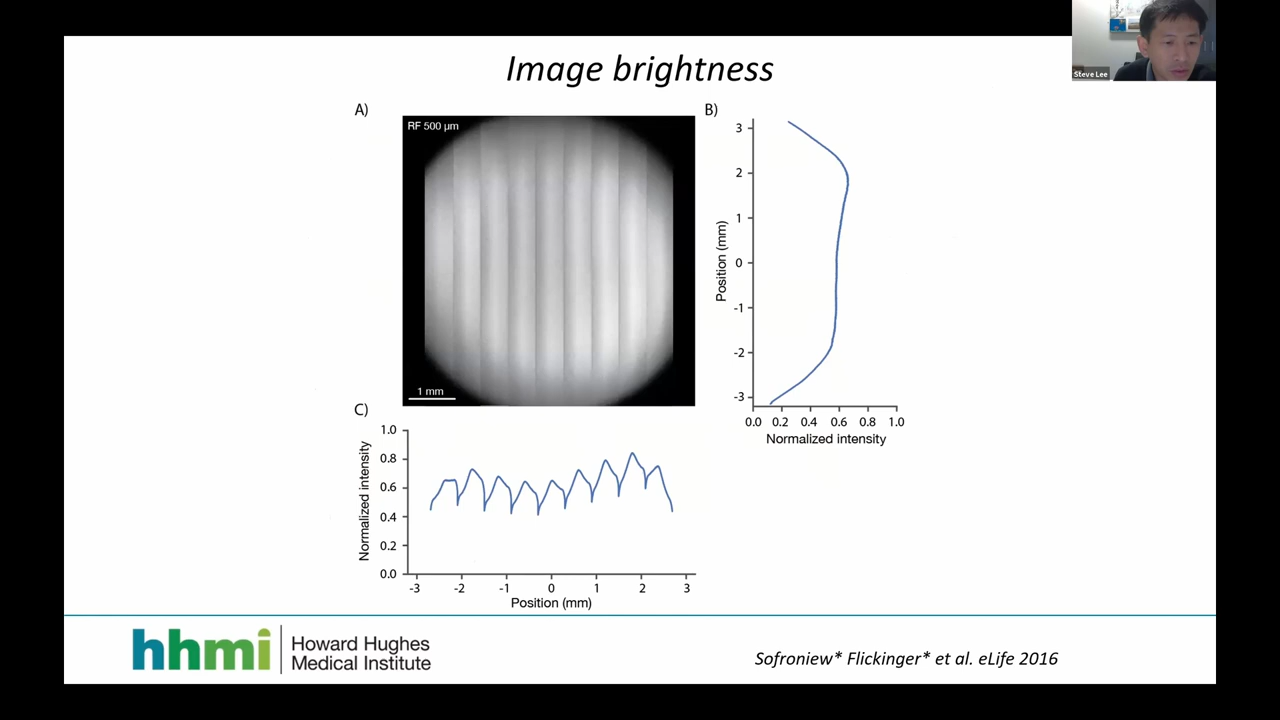 Image brightness
Steve Lee
A)
RF 500 µm
1 mm
B)
3
2
1
0
-1
-2
-3
Position (mm)
0.0 0.2 0.4 0.6 0.8 1.0
Normalized intensity
C)
1.0
0.8
0.6
0.4
0.2
0.0
Normalized intensity
-3 -2 -1 0 1 2 3
Position (mm)
hhmi
Howard Hughes
Medical Institute
Sofroniew* Flickinger* et al. eLife 2016